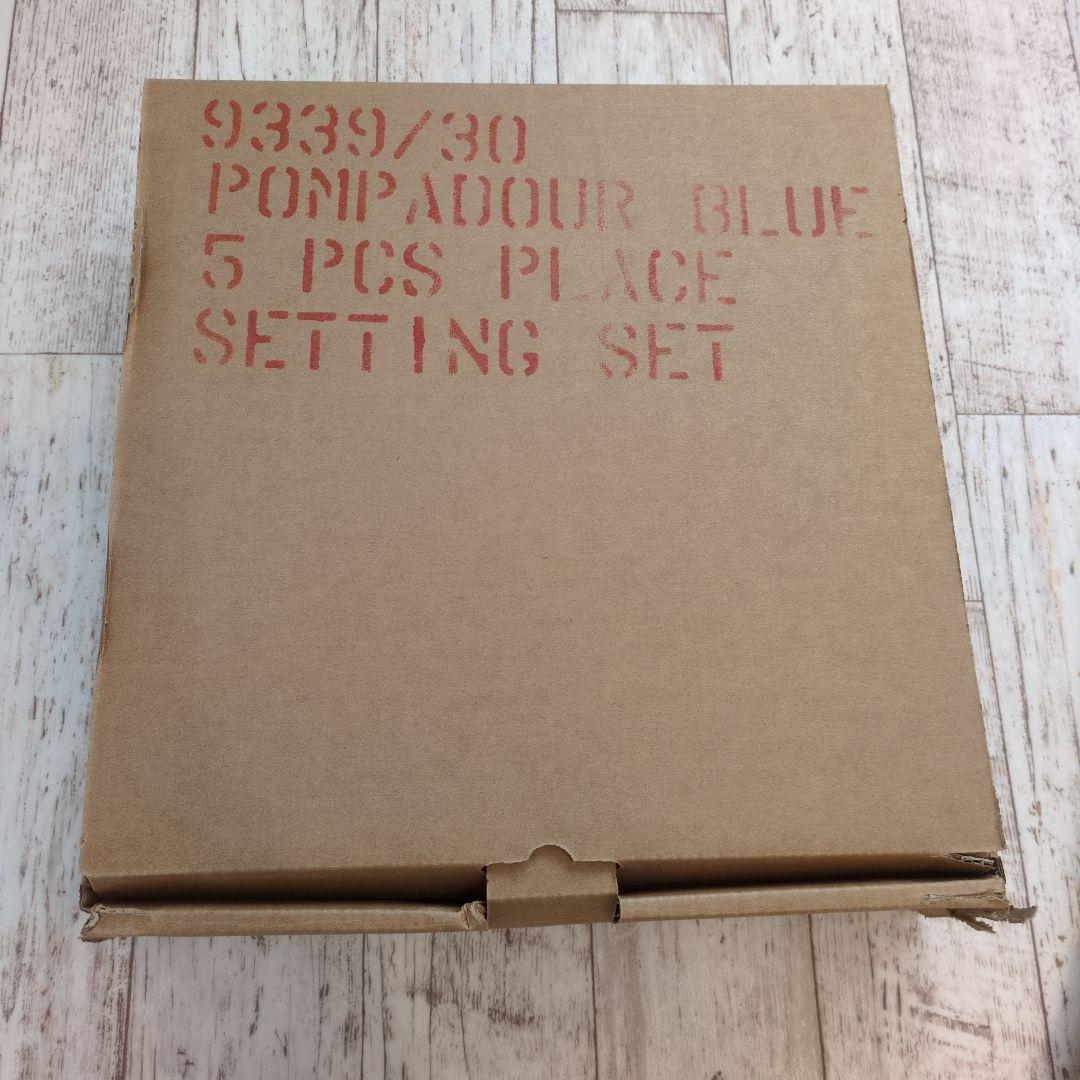 9339/30
POMPADOUR BLUE
5 PCS PLACE
SETTING SET